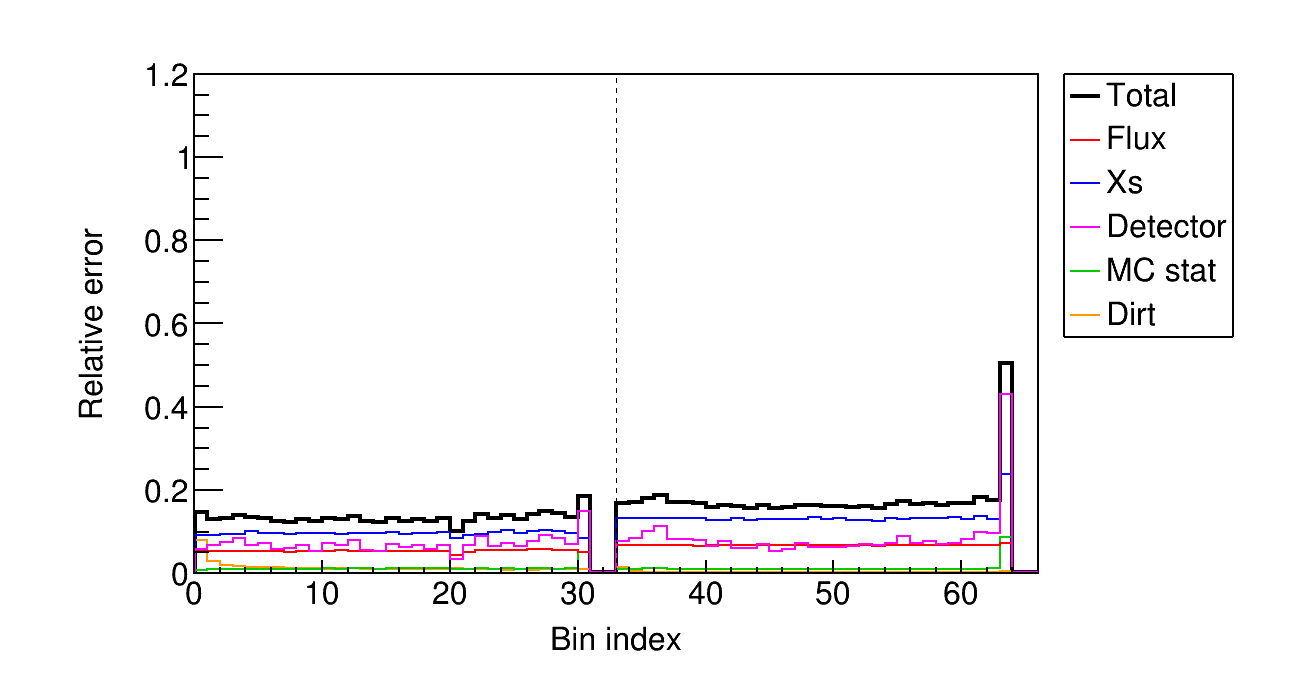 Relative error
1.2
1
0.8
0.6
0.4
0.2
0
0 10 20 30 40 50 60
Bin index
Total
Flux
Xs
Detector
MC stat
Dirt